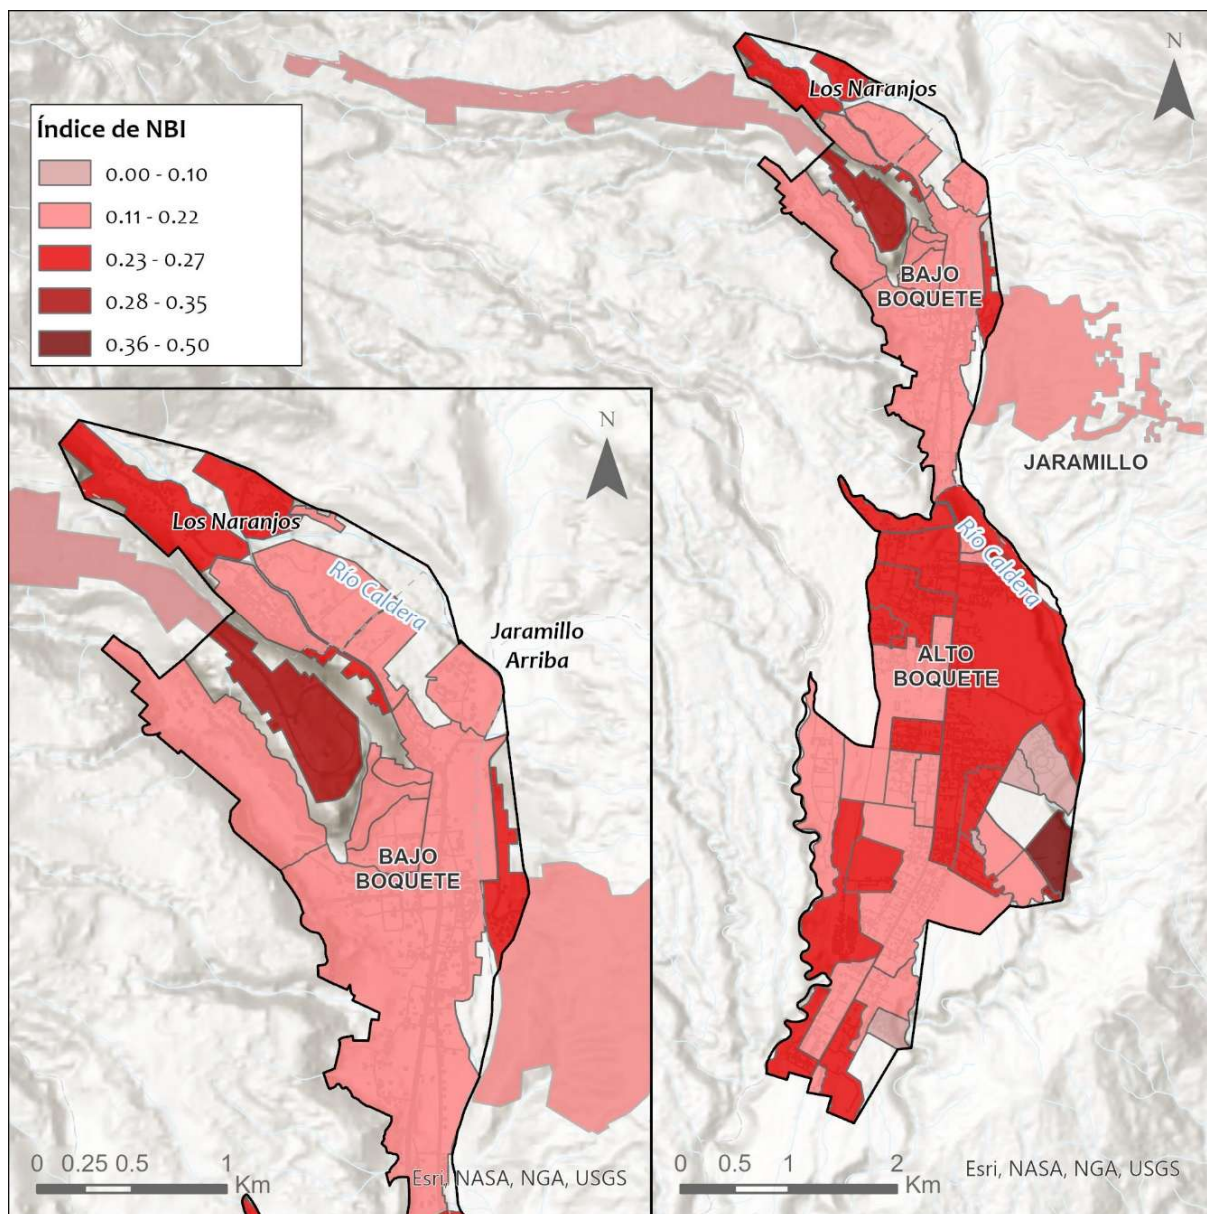 N
Los Naranjos
Índice de NBI
0.00 - 0.10
0.11 - 0.22
0.23 - 0.27
0.28 - 0.35
0.36 - 0.50
BAJO
BOQUETE
JARAMILLO
Río Caldera
ALTO
BOQUETE
0 0.5 1 2
Km
Esri, NASA, NGA, USGS
N
Los Naranjos
Río Caldera
Jaramillo
Arriba
BAJO
BOQUETE
0 0.25 0.5 1
Km
Esri, NASA, NGA, USGS